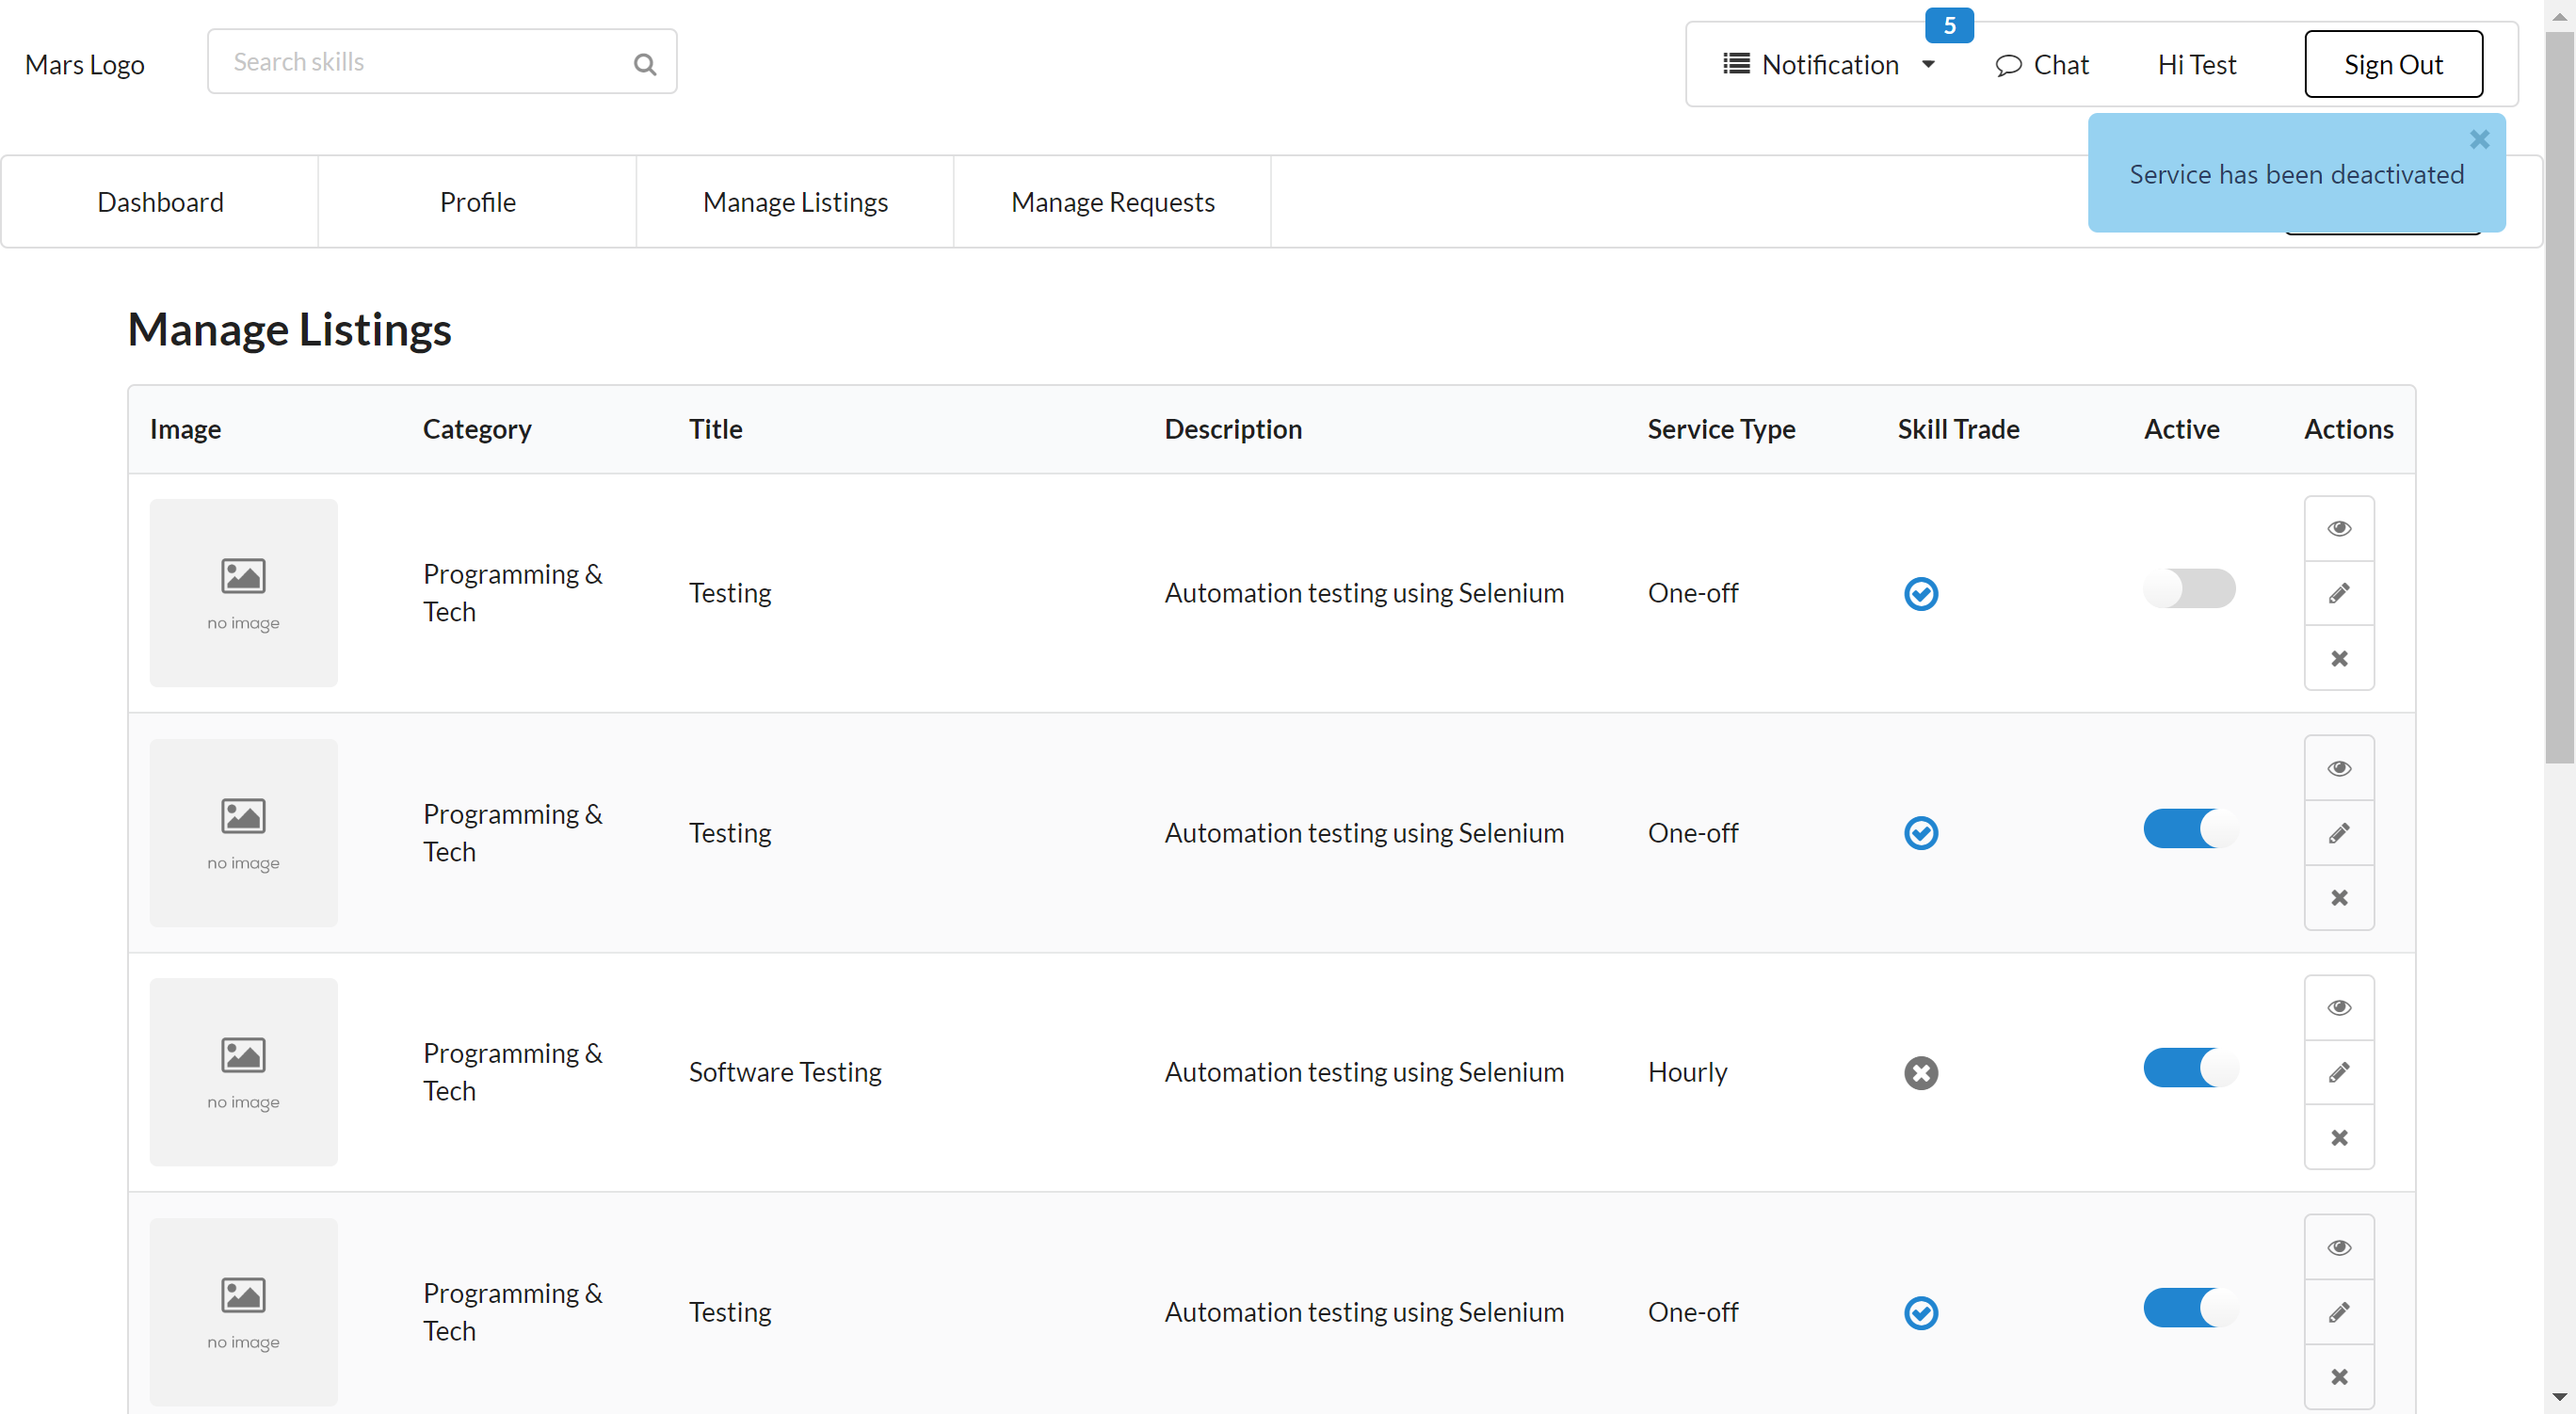 Mars Logo
Search skills
5
Notification
Chat
Hi Test
Sign Out
Service has been deactivated
Dashboard
Profile
Manage Listings
Manage Requests
Manage Listings
Image Category Title Description Service Type Skill Trade Active Actions
no image
Programming &
Tech
Testing
Automation testing using Selenium
One-off
no image
Programming &
Tech
Testing
Automation testing using Selenium
One-off
no image
Programming &
Tech
Software Testing
Automation testing using Selenium
Hourly
no image
Programming &
Tech
Testing
Automation testing using Selenium
One-off